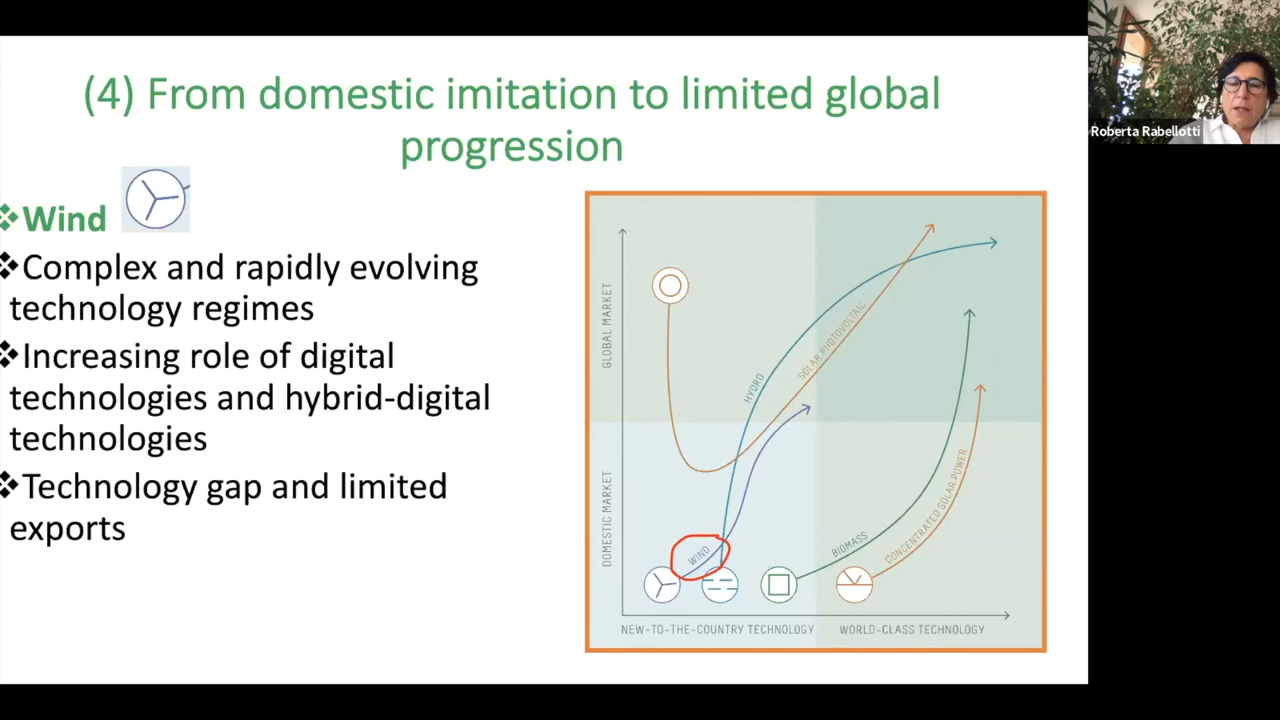 (4) From domestic imitation to limited global
progression
Roberta Rabellotti
❖Wind
❖Complex and rapidly evolving
technology regimes
❖Increasing role of digital
technologies and hybrid-digital
technologies
❖Technology gap and limited
exports
GLOBAL MARKET
DOMESTIC MARKET
HYDRO
SOLAR PHOTOVOLTAIC
WIND
BIOMASS
CONCENTRATED SOLAR POWER
NEW-TO-THE-COUNTRY TECHNOLOGY
WORLD-CLASS TECHNOLOGY